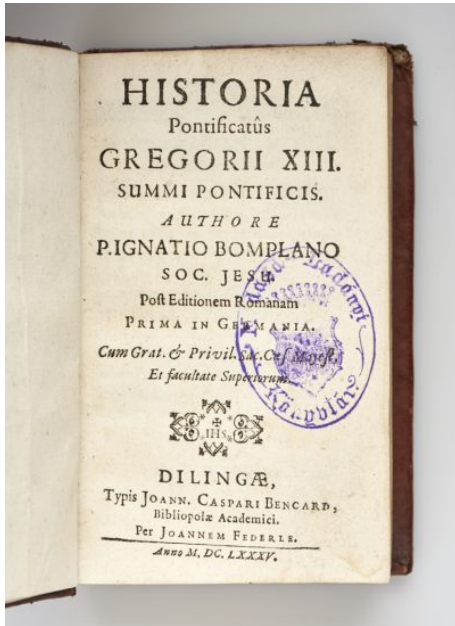 HISTORIA
Pontificatûs
GREGORII XIII.
SUMMI PONTIFICIS.
AUTHORE
P. IGNATIO BOMPLANO
SOC. JESU.
Post Editionem Romanam
PRIMA IN GERMANIA.
Cum Grat. & Privil. Sac. Cæs. Majest.
Et facultate Superiorum.
IHS
DILINGÆ,
Typis JOANN. CASPARI BENCARD,
Bibliopolæ Academici.
Per JOANNEM FEDERLE.
Anno M, DC. LXXXV.
Könyvtár